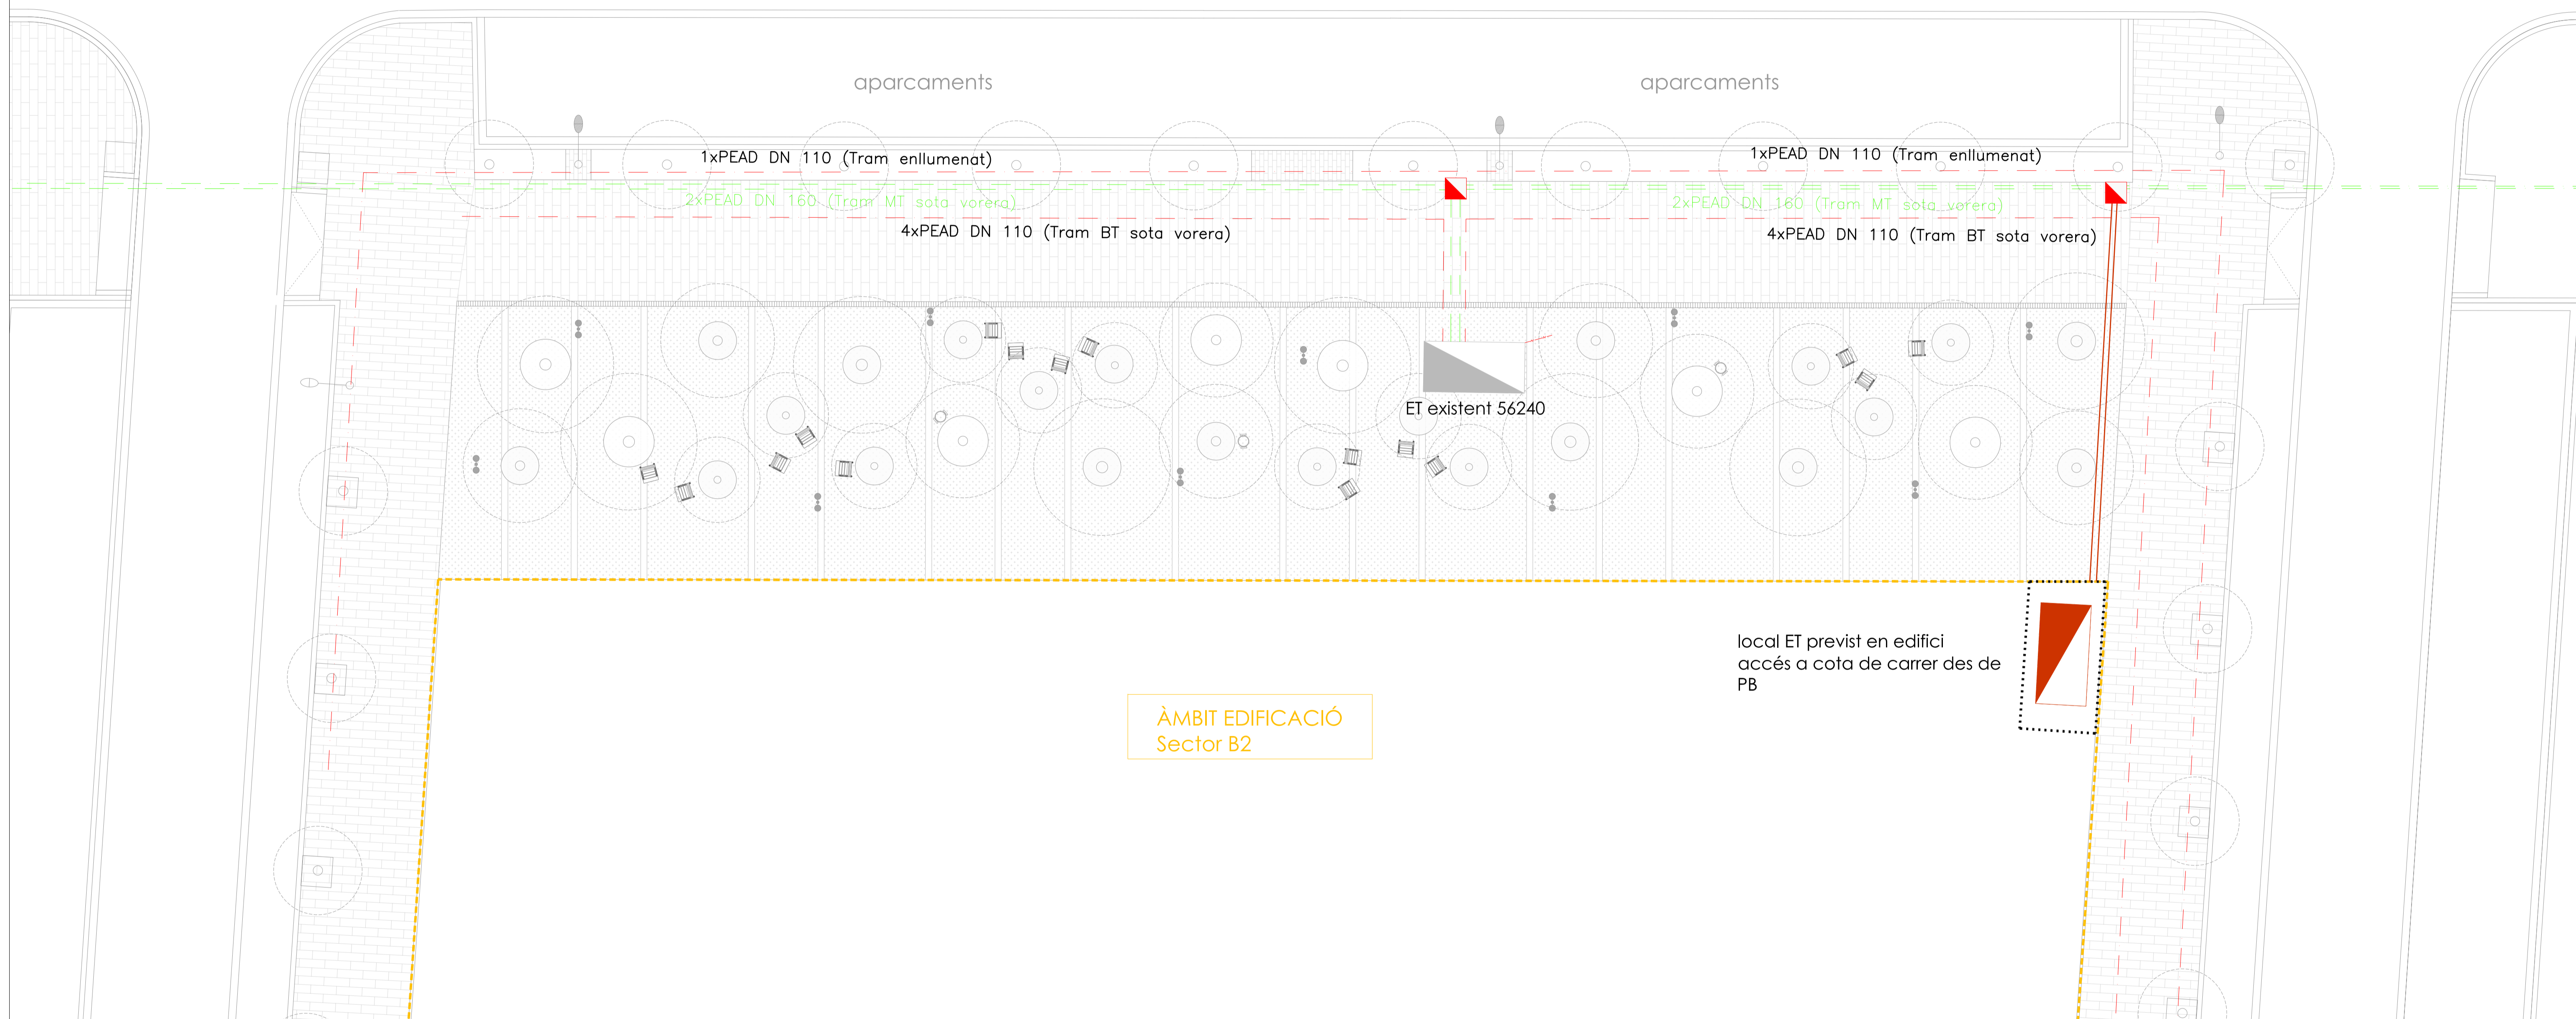 aparcaments
aparcaments
1xPEAD DN 110 (Tram enllumenat)
1xPEAD DN 110 (Tram enllumenat)
2xPEAD DN 160 (Tram MT sota vorera)
2xPEAD DN 160 (Tram MT sota vorera)
4xPEAD DN 110 (Tram BT sota vorera)
4xPEAD DN 110 (Tram BT sota vorera)
ET existent 56240
local ET previst en edifici
accés a cota de carrer des de
PB
ÀMBIT EDIFICACIÓ
Sector B2